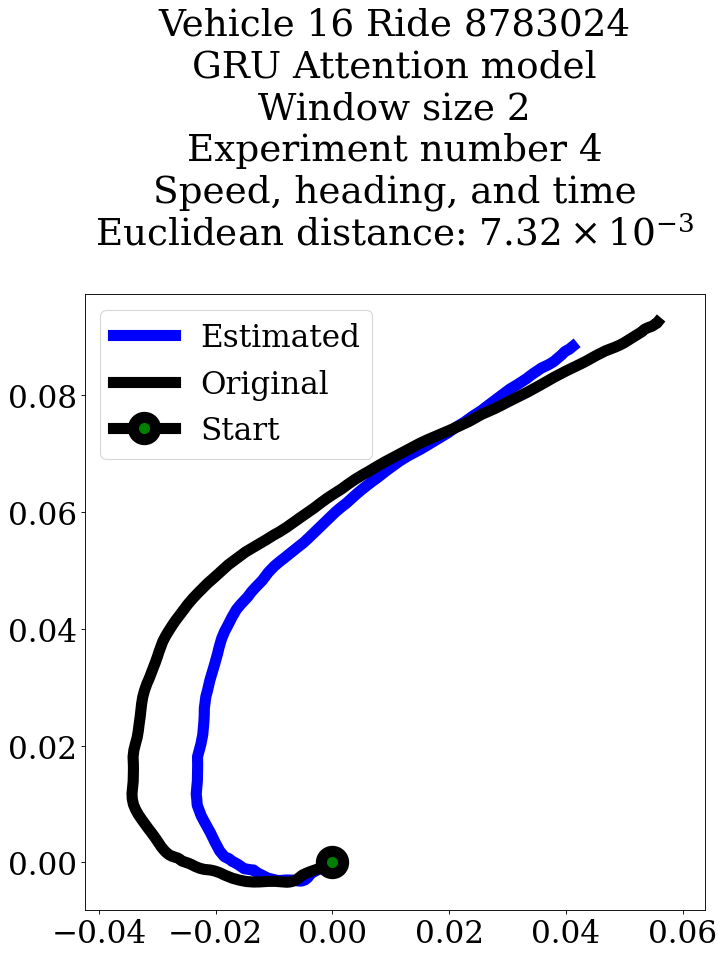 Vehicle 16 Ride 8783024
GRU Attention model
Window size 2
Experiment number 4
Speed, heading, and time
Euclidean distance: 7.32 × 10⁻³
Estimated
Original
Start
0.08
0.06
0.04
0.02
0.00
−0.04 −0.02 0.00 0.02 0.04 0.06